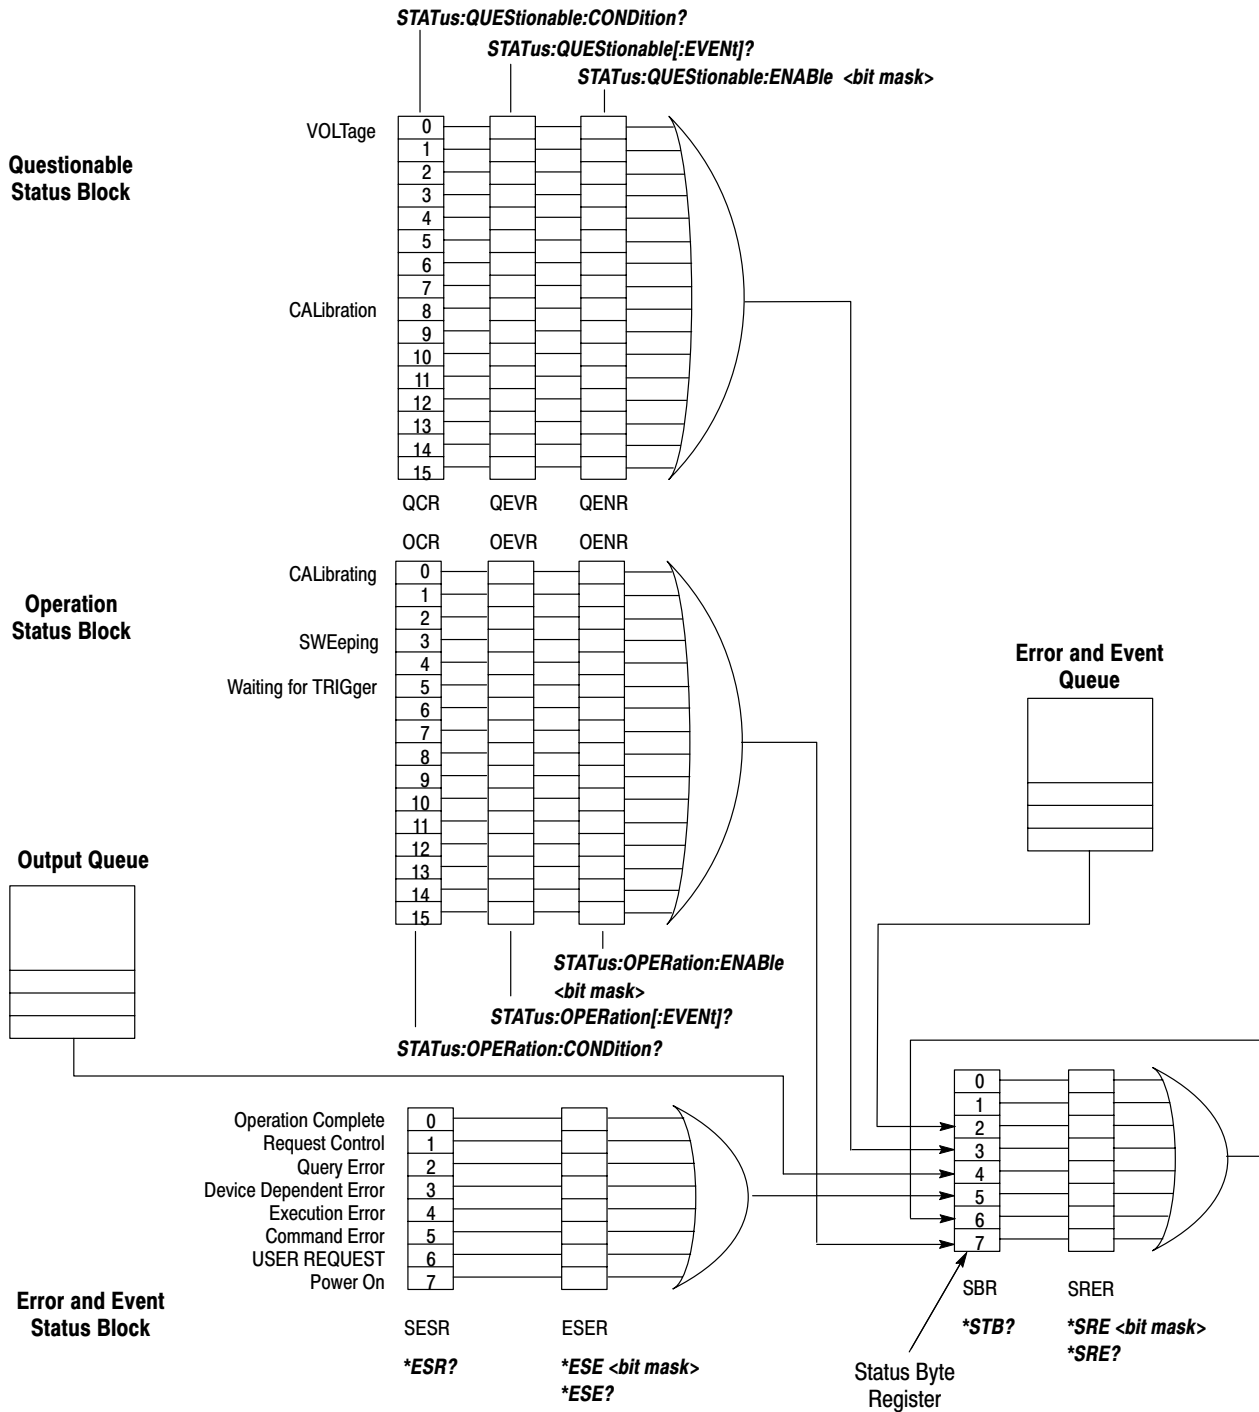 STATus:QUEStionable:CONDition?
STATus:QUEStionable[:EVENt]?
STATus:QUEStionable:ENABle <bit mask>
Questionable
Status Block
VOLTage
CALibration
0
1
2
3
4
5
6
7
8
9
10
11
12
13
14
15
QCR QEVR QENR
OCR OEVR OENR
Operation
Status Block
CALibrating
SWEeping
Waiting for TRIGger
0
1
2
3
4
5
6
7
8
9
10
11
12
13
14
15
STATus:OPERation:ENABle
<bit mask>
STATus:OPERation[:EVENt]?
STATus:OPERation:CONDition?
Error and Event
Queue
Output Queue
Operation Complete 0
Request Control 1
Query Error 2
Device Dependent Error 3
Execution Error 4
Command Error 5
USER REQUEST 6
Power On 7
Error and Event
Status Block
SESR ESER
*ESR?
*ESE <bit mask>
*ESE?
0
1
2
3
4
5
6
7
SBR SRER
*STB?
*SRE <bit mask>
*SRE?
Status Byte
Register